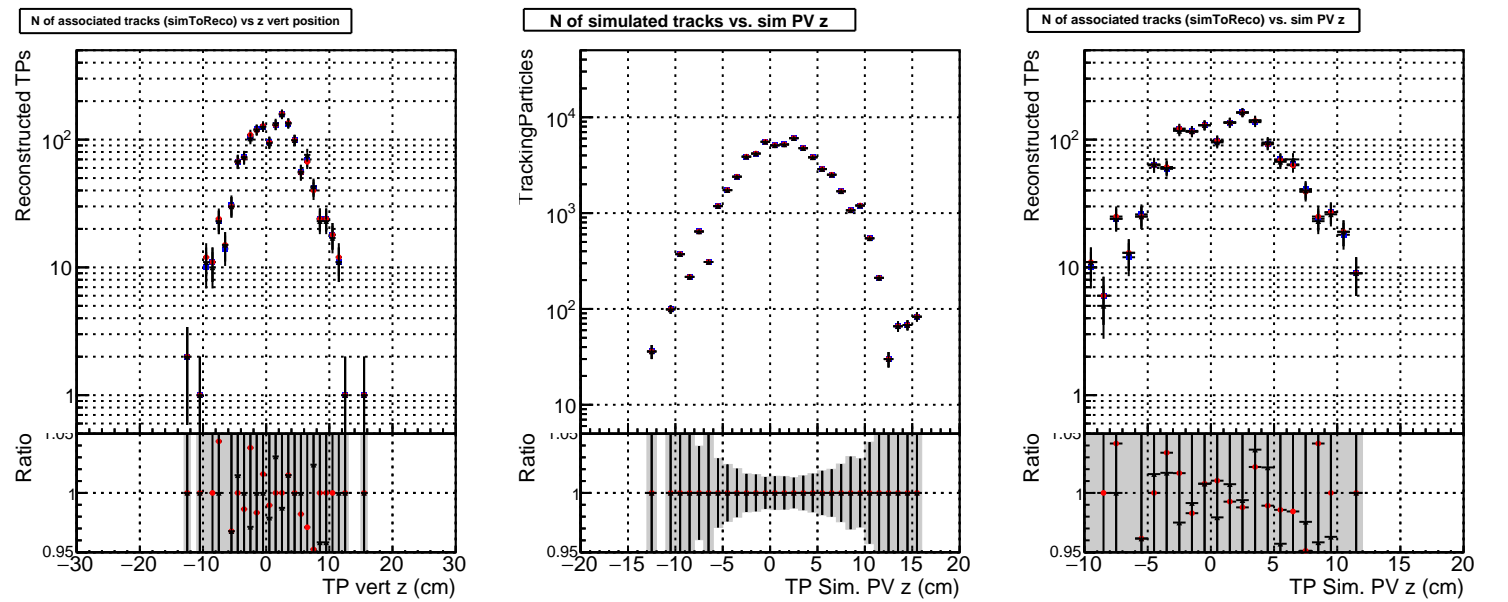 N of associated tracks (simToReco) vs z vert position
Reconstructed TPs
10²
10
1
Ratio
1.05
1
0.95
−30 −20 −10 0 10 20 30
TP vert z (cm)
N of simulated tracks vs. sim PV z
TrackingParticles
10⁴
10³
10²
10
Ratio
1.05
1
0.95
−20 −15 −10 −5 0 5 10 15 20
TP Sim. PV z (cm)
N of associated tracks (simToReco) vs. sim PV z
Reconstructed TPs
10²
10
1
Ratio
1.05
1
0.95
−10 −5 0 5 10 15 20
TP Sim. PV z (cm)